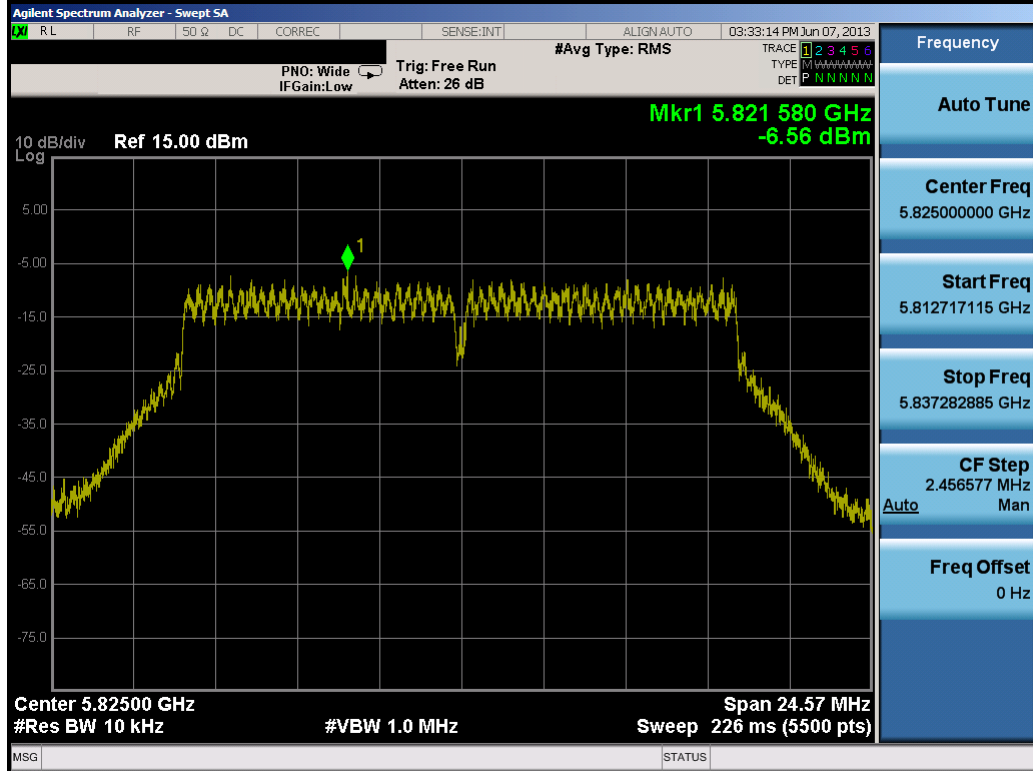 Agilent Spectrum Analyzer - Swept SA
LXI RL RF 50 Ω DC CORREC SENSE:INT ALIGNAUTO 03:33:14 PM Jun 07, 2013
#Avg Type: RMS
TRACE 1 2 3 4 5 6
PNO: Wide Trig: Free Run
TYPE M WWWWW
IFGain:Low Atten: 26 dB
DET P N N N N N
Mkr1 5.821 580 GHz
-6.56 dBm
10 dB/div Ref 15.00 dBm
Log
1
5.00
-5.00
-15.0
-25.0
-35.0
-45.0
-55.0
-65.0
-75.0
Center 5.82500 GHz Span 24.57 MHz
#Res BW 10 kHz #VBW 1.0 MHz Sweep 226 ms (5500 pts)
MSG STATUS
Frequency
Auto Tune
Center Freq
5.825000000 GHz
Start Freq
5.812717115 GHz
Stop Freq
5.837282885 GHz
CF Step
2.456577 MHz
Auto Man
Freq Offset
0 Hz